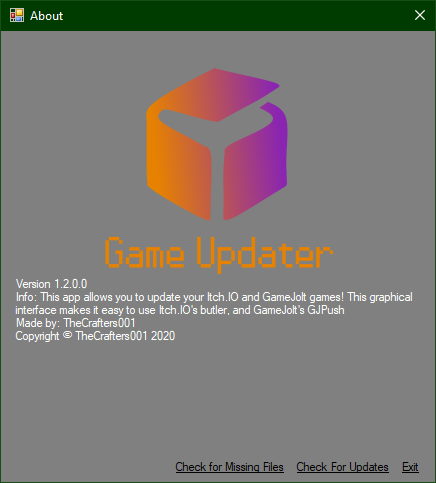 About
Game Updater
Version 1.2.0.0
Info: This app allows you to update your Itch.IO and GameJolt games! This graphical
interface makes it easy to use Itch.IO's butler, and GameJolt's GJPush
Made by: TheCrafters001
Copyright © TheCrafters001 2020
Check for Missing Files Check For Updates Exit